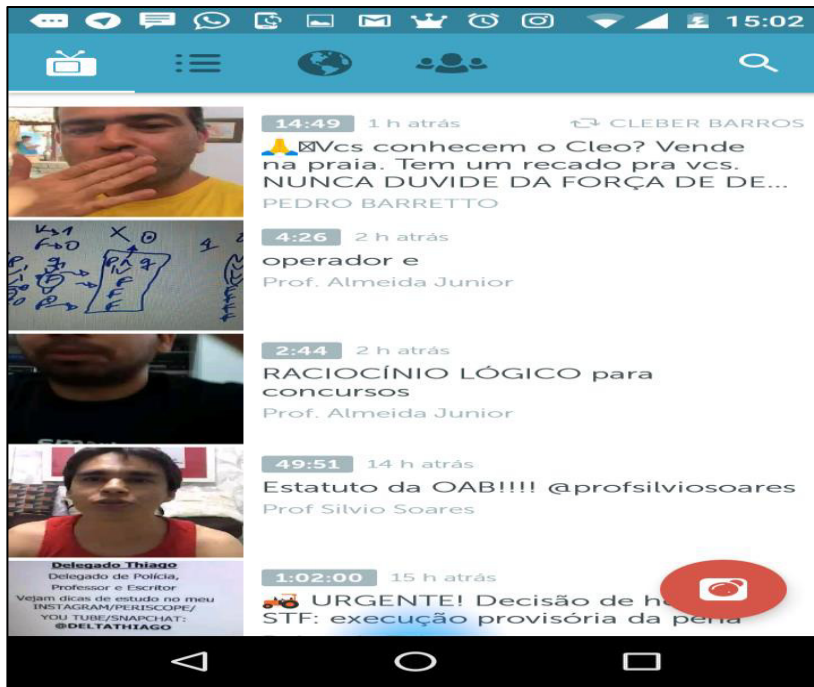 15:02
14:49 1 h atrás CLEBER BARROS
🙏Vcs conhecem o Cleo? Vende
na praia. Tem um recado pra vcs.
NUNCA DUVIDE DA FORÇA DE DE...
PEDRO BARRETTO
4:26 2 h atrás
operador e
Prof. Almeida Junior
2:44 2 h atrás
RACIOCÍNIO LÓGICO para
concursos
Prof. Almeida Junior
49:51 14 h atrás
Estatuto da OAB!!!! @profsilviosoares
Prof Silvio Soares
Delegado Thiago
Delegado de Polícia,
Professor e Escritor
Vejam dicas de estudo no meu
INSTAGRAM/PERISCOPE/
YOU TUBE/SNAPCHAT:
@DELTATHIAGO
1:02:00 15 h atrás
🚜 URGENTE! Decisão de
STF: execução provisória da pena